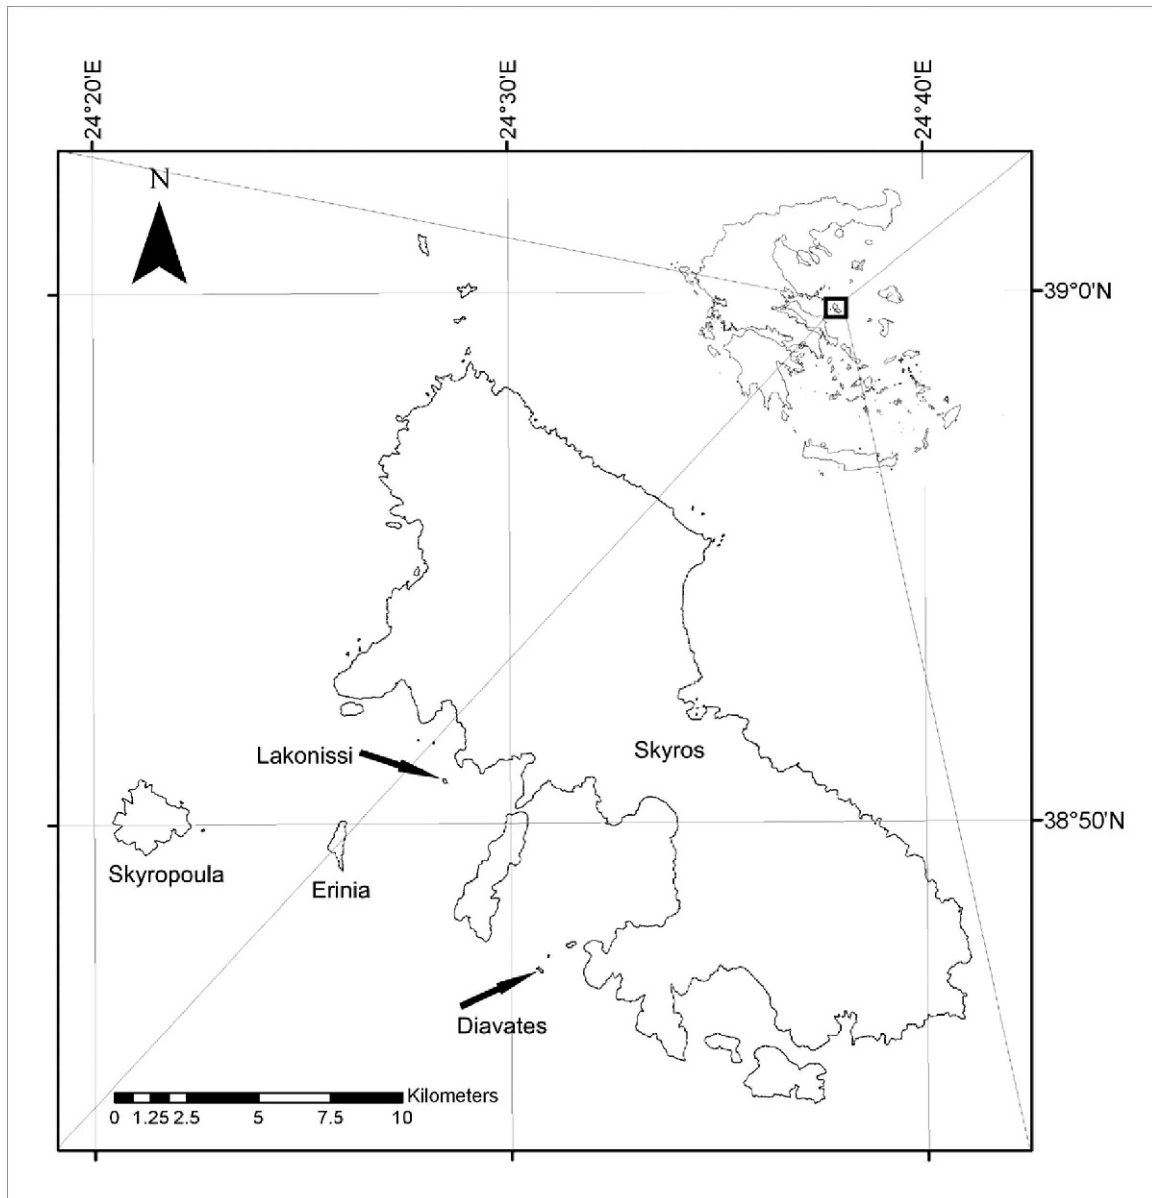 24°20'E
24°30'E
24°40'E
N
39°0'N
Lakonissi
Skyros
38°50'N
Skyropoula
Erinia
Diavates
Kilometers
0 1.25 2.5 5 7.5 10